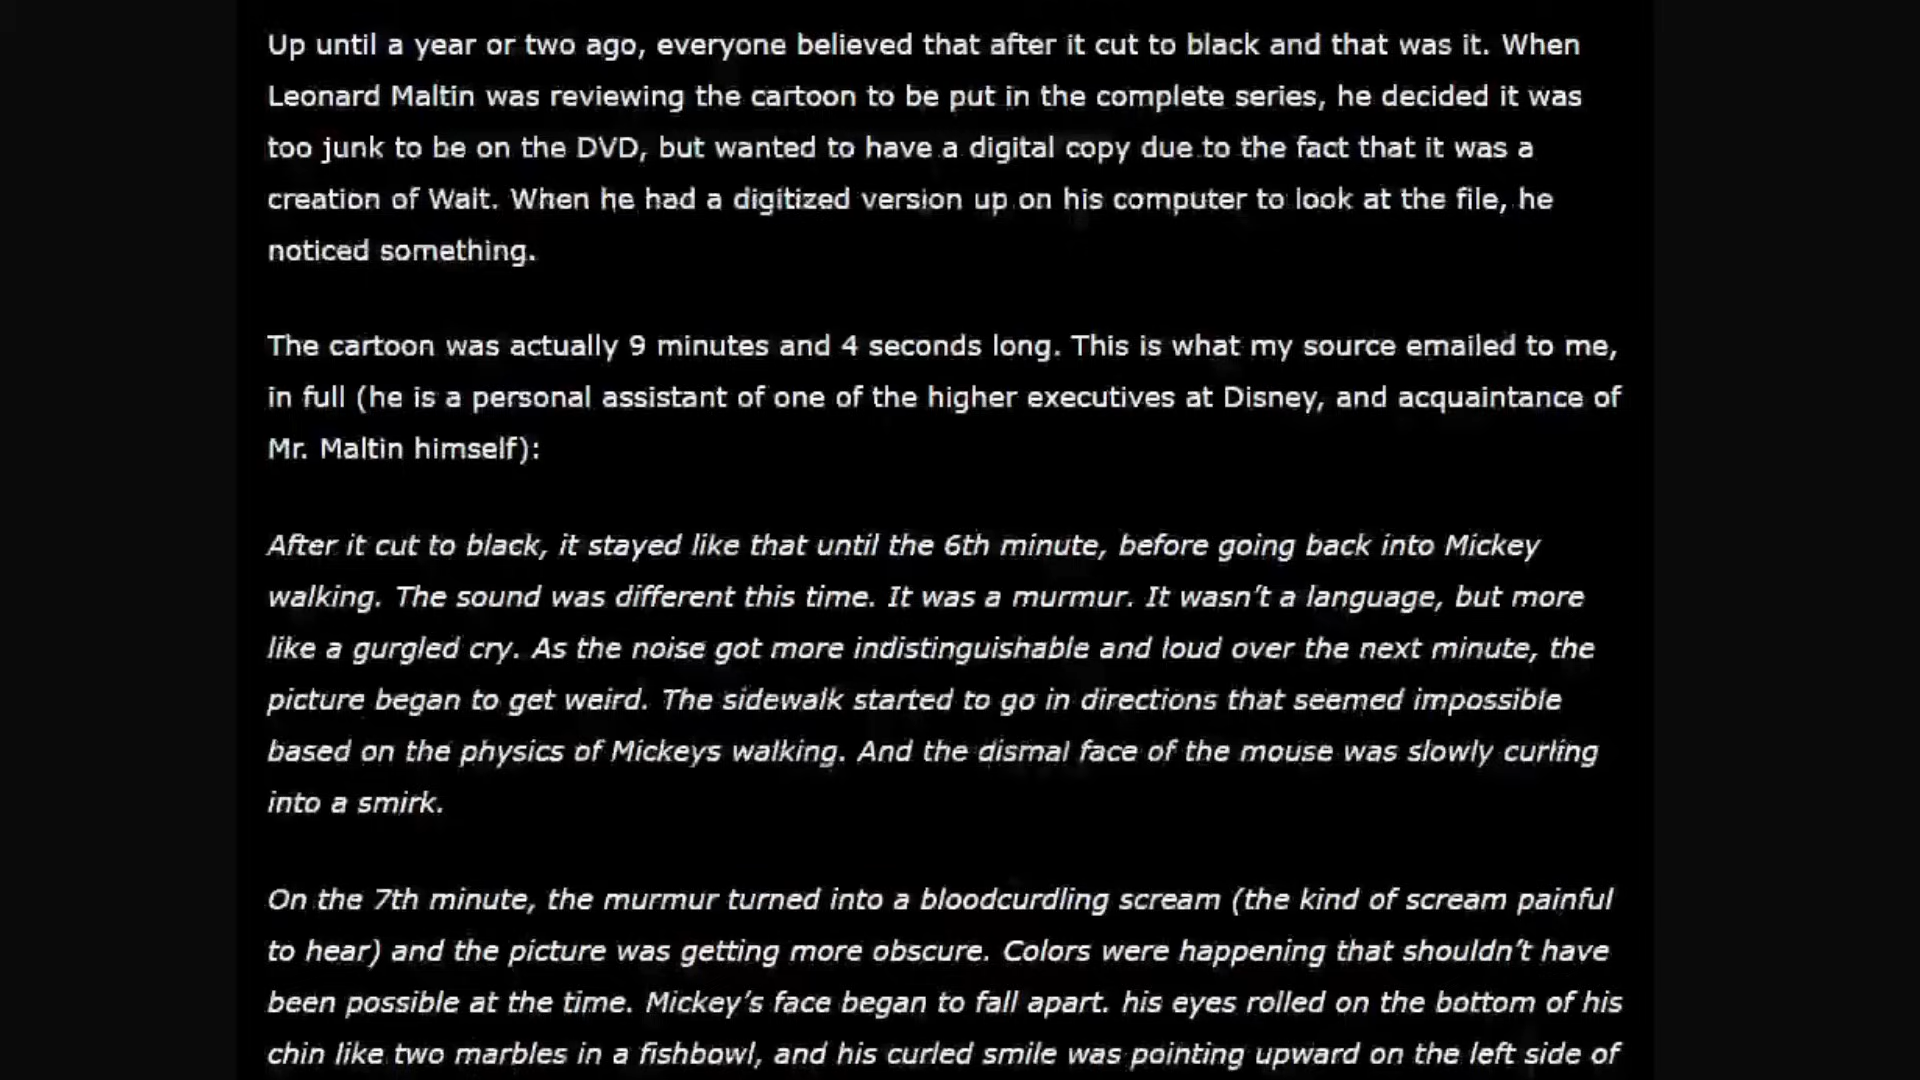 Up until a year or two ago, everyone believed that after it cut to black and that was it. When
Leonard Maltin was reviewing the cartoon to be put in the complete series, he decided it was
too junk to be on the DVD, but wanted to have a digital copy due to the fact that it was a
creation of Wait. When he had a digitized version up on his computer to look at the file, he
noticed something.
The cartoon was actually 9 minutes and 4 seconds long. This is what my source emailed to me,
in full (he is a personal assistant of one of the higher executives at Disney, and acquaintance of
Mr. Maltin himself):
After it cut to black, it stayed like that until the 6th minute, before going back into Mickey
walking. The sound was different this time. It was a murmur. It wasn't a language, but more
like a gurgled cry. As the noise got more indistinguishable and loud over the next minute, the
picture began to get weird. The sidewalk started to go in directions that seemed impossible
based on the physics of Mickeys walking. And the dismal face of the mouse was slowly curling
into a smirk.
On the 7th minute, the murmur turned into a bloodcurdling scream (the kind of scream painful
to hear) and the picture was getting more obscure. Colors were happening that shouldn't have
been possible at the time. Mickey's face began to fall apart. his eyes rolled on the bottom of his
chin like two marbles in a fishbowl, and his curled smile was pointing upward on the left side of